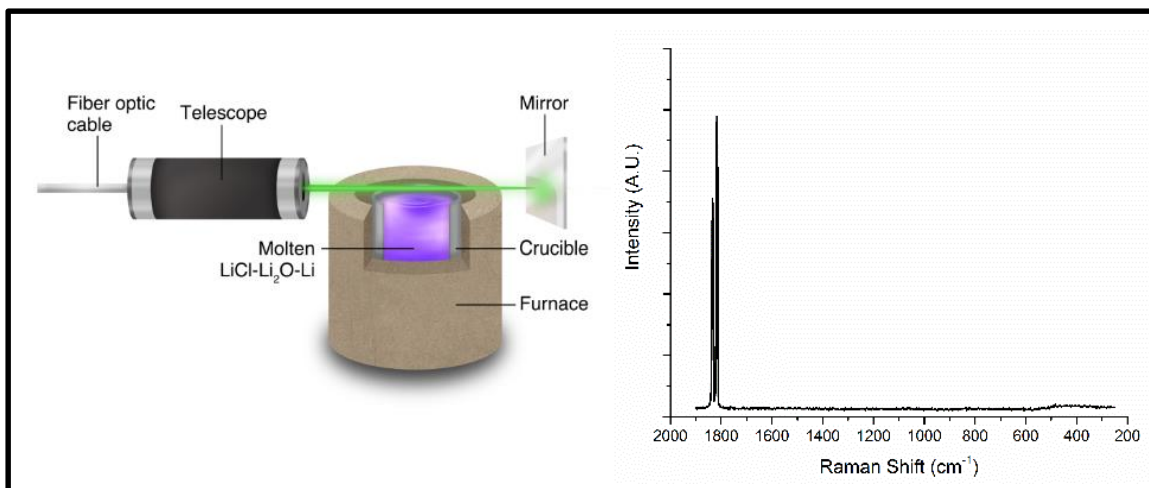 Fiber optic
cable
Telescope
Mirror
Molten
LiCl-Li₂O-Li
Crucible
Furnace
Intensity (A.U.)
2000 1800 1600 1400 1200 1000 800 600 400 200
Raman Shift (cm⁻¹)